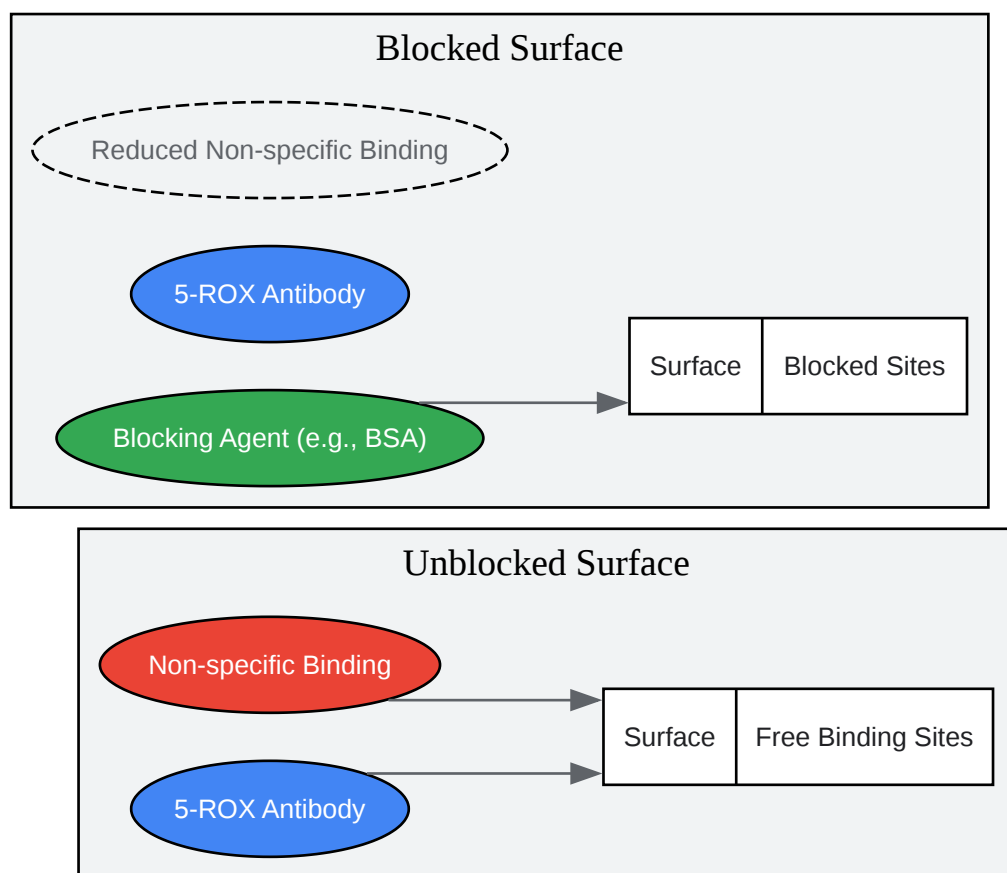 Blocked Surface
Reduced Non-specific Binding
5-ROX Antibody
Surface
Blocked Sites
Blocking Agent (e.g., BSA)
Unblocked Surface
Non-specific Binding
Surface
Free Binding Sites
5-ROX Antibody